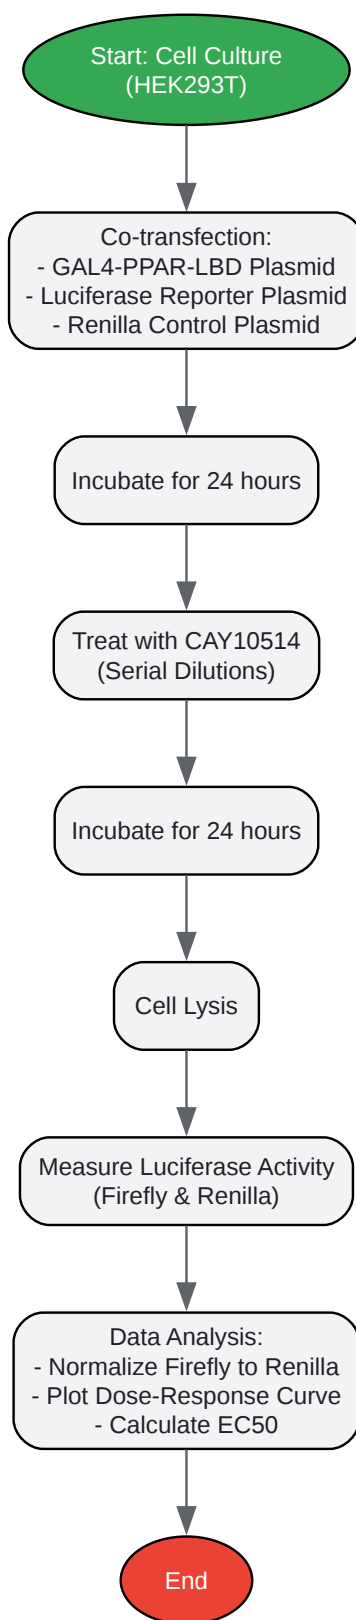 Start: Cell Culture
(HEK293T)
Co-transfection:
- GAL4-PPAR-LBD Plasmid
- Luciferase Reporter Plasmid
- Renilla Control Plasmid
Incubate for 24 hours
Treat with CAY10514
(Serial Dilutions)
Incubate for 24 hours
Cell Lysis
Measure Luciferase Activity
(Firefly & Renilla)
Data Analysis:
- Normalize Firefly to Renilla
- Plot Dose-Response Curve
- Calculate EC50
End